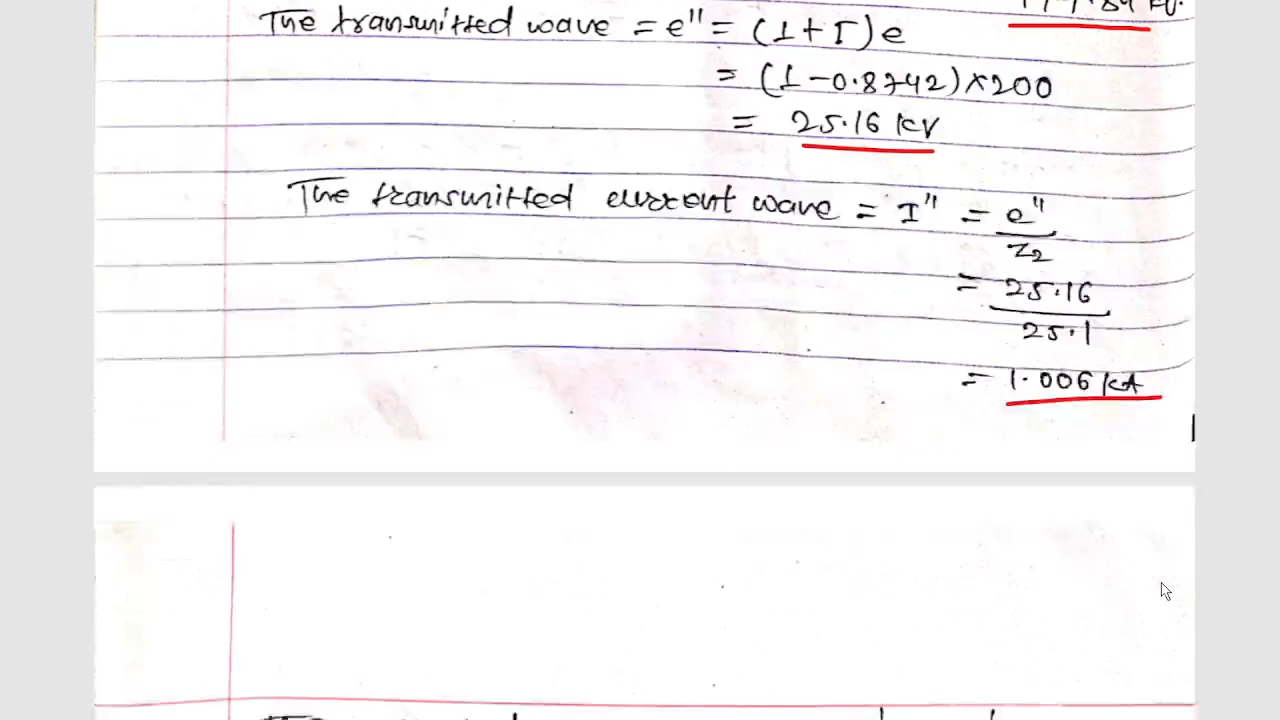 The transmitted wave = e" = (1+Γ)e
= (1-0.8742)×200
= 25.16 kV
The transmitted current wave = I" = e"
z2
= 25.16
25.1
= 1.006 kA